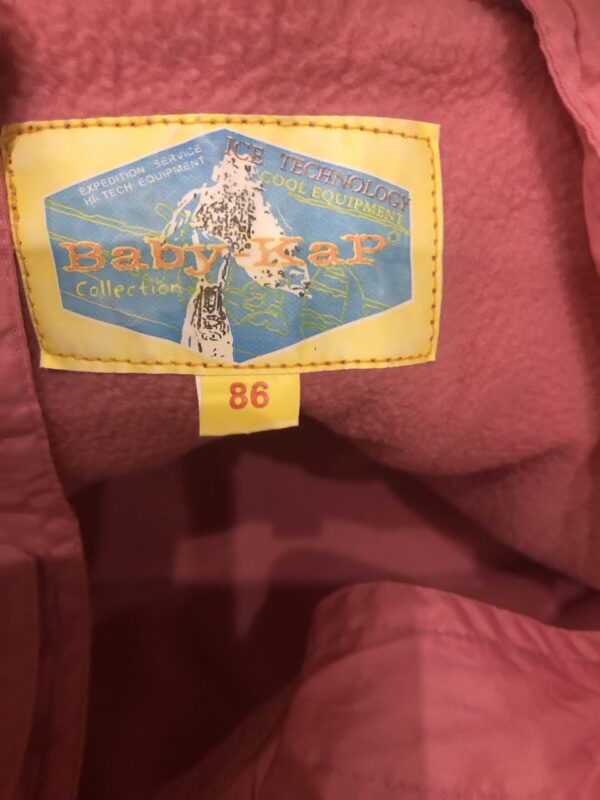 EXPEDITION SERVICE
HI-TECH EQUIPMENT
ICE TECHNOLOGY
COOL EQUIPMENT
Baby-KaP®
Collection
86